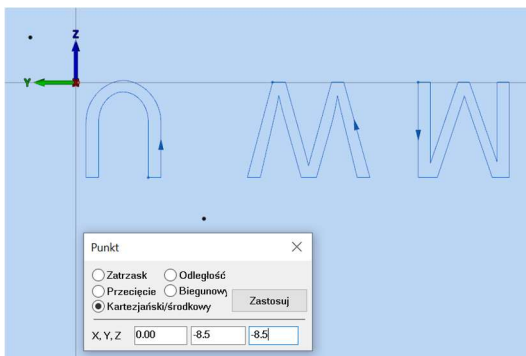 Z
Y
Punkt
Zatrzask Odległość
Przecięcie Biegunowy
Kartezjański/środkowy Zastosuj
X, Y, Z 0.00 -8.5 -8.5